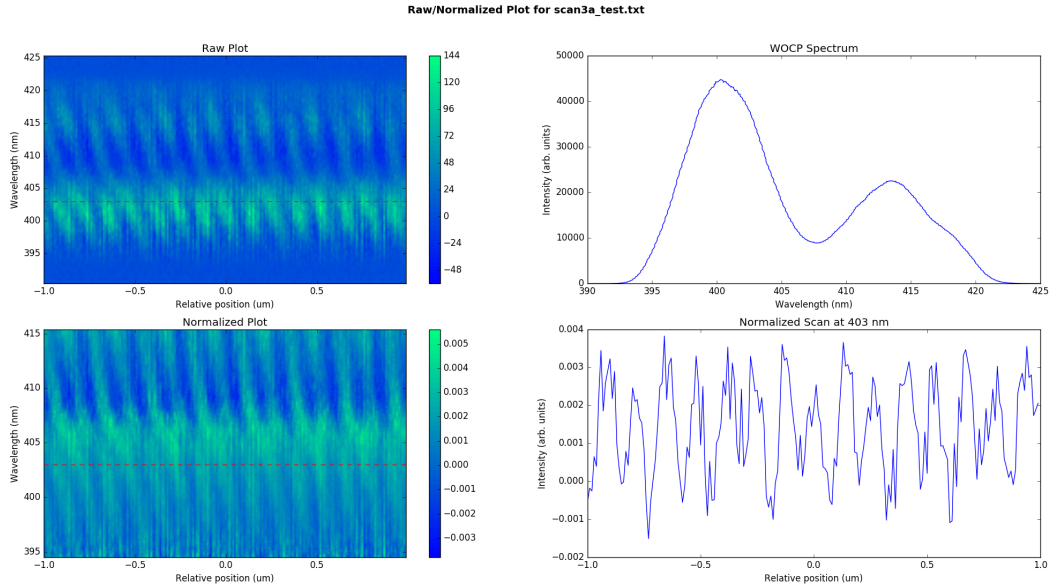 Raw/Normalized Plot for scan3a_test.txt
Raw Plot
425
420
415
410
405
400
395
Wavelength (nm)
−1.0 −0.5 0.0 0.5
Relative position (um)
144
120
96
72
48
24
0
−24
−48
WOCP Spectrum
50000
40000
30000
20000
10000
0
Intensity (arb. units)
390 395 400 405 410 415 420 425
Wavelength (nm)
Normalized Plot
415
410
405
400
395
Wavelength (nm)
−1.0 −0.5 0.0 0.5
Relative position (um)
0.005
0.004
0.003
0.002
0.001
0.000
−0.001
−0.002
−0.003
Normalized Scan at 403 nm
0.004
0.003
0.002
0.001
0.000
−0.001
−0.002
Intensity (arb. units)
−1.0 −0.5 0.0 0.5 1.0
Relative position (um)